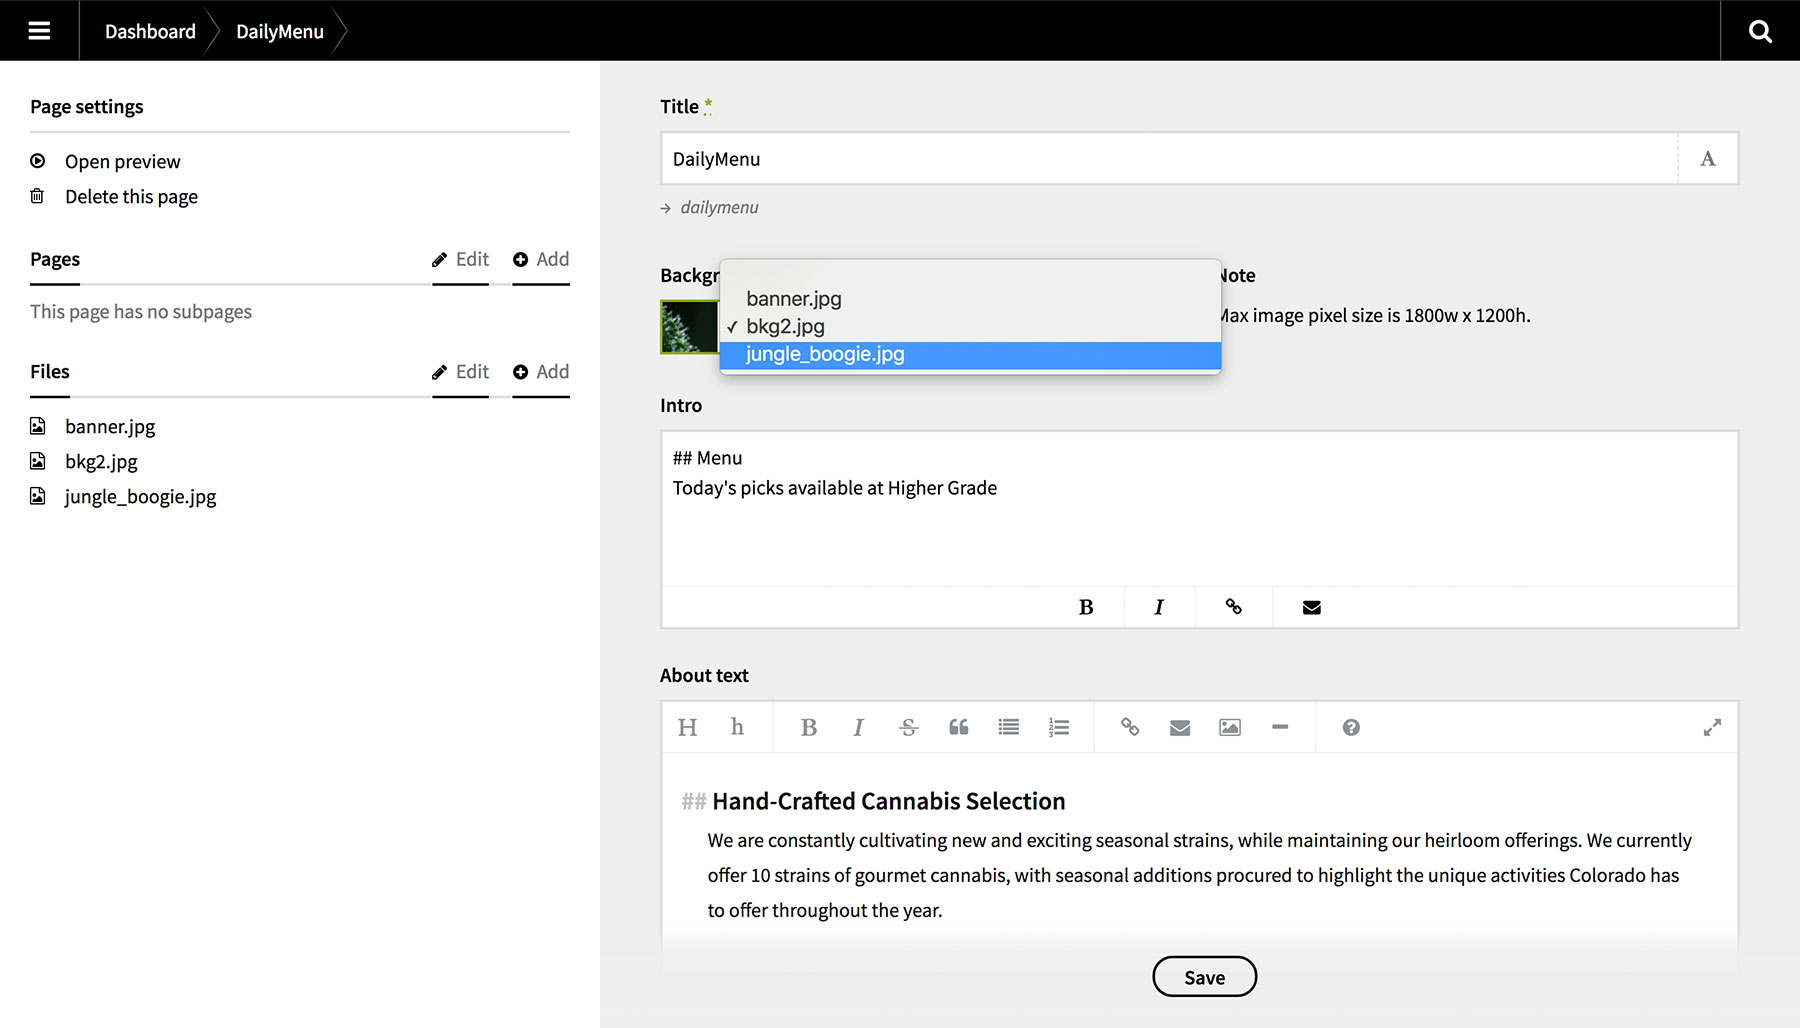 Dashboard
DailyMenu
Page settings
Open preview
Delete this page
Pages
Edit
Add
This page has no subpages
Files
Edit
Add
banner.jpg
bkg2.jpg
jungle_boogie.jpg
Title *
DailyMenu
A
→ dailymenu
Backgr
banner.jpg
✓ bkg2.jpg
jungle_boogie.jpg
Note
Max image pixel size is 1800w x 1200h.
Intro
## Menu
Today's picks available at Higher Grade
B I
About text
H h B I S
## Hand-Crafted Cannabis Selection
We are constantly cultivating new and exciting seasonal strains, while maintaining our heirloom offerings. We currently
offer 10 strains of gourmet cannabis, with seasonal additions procured to highlight the unique activities Colorado has
to offer throughout the year.
Save